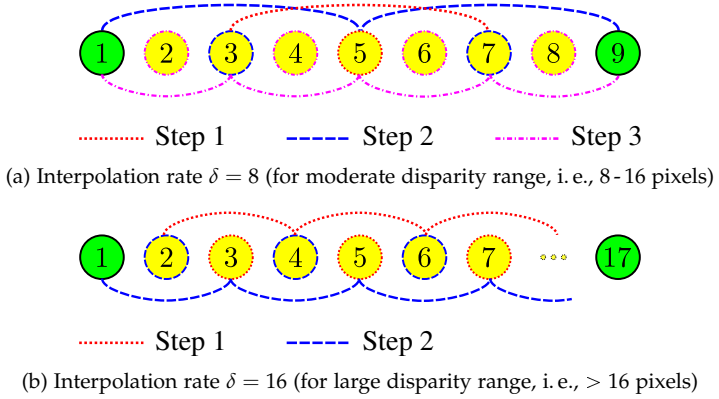 1 2 3 4 5 6 7 8 9
Step 1 Step 2 Step 3
(a) Interpolation rate δ = 8 (for moderate disparity range, i. e., 8 - 16 pixels)
1 2 3 4 5 6 7 ... 17
Step 1 Step 2
(b) Interpolation rate δ = 16 (for large disparity range, i. e., > 16 pixels)